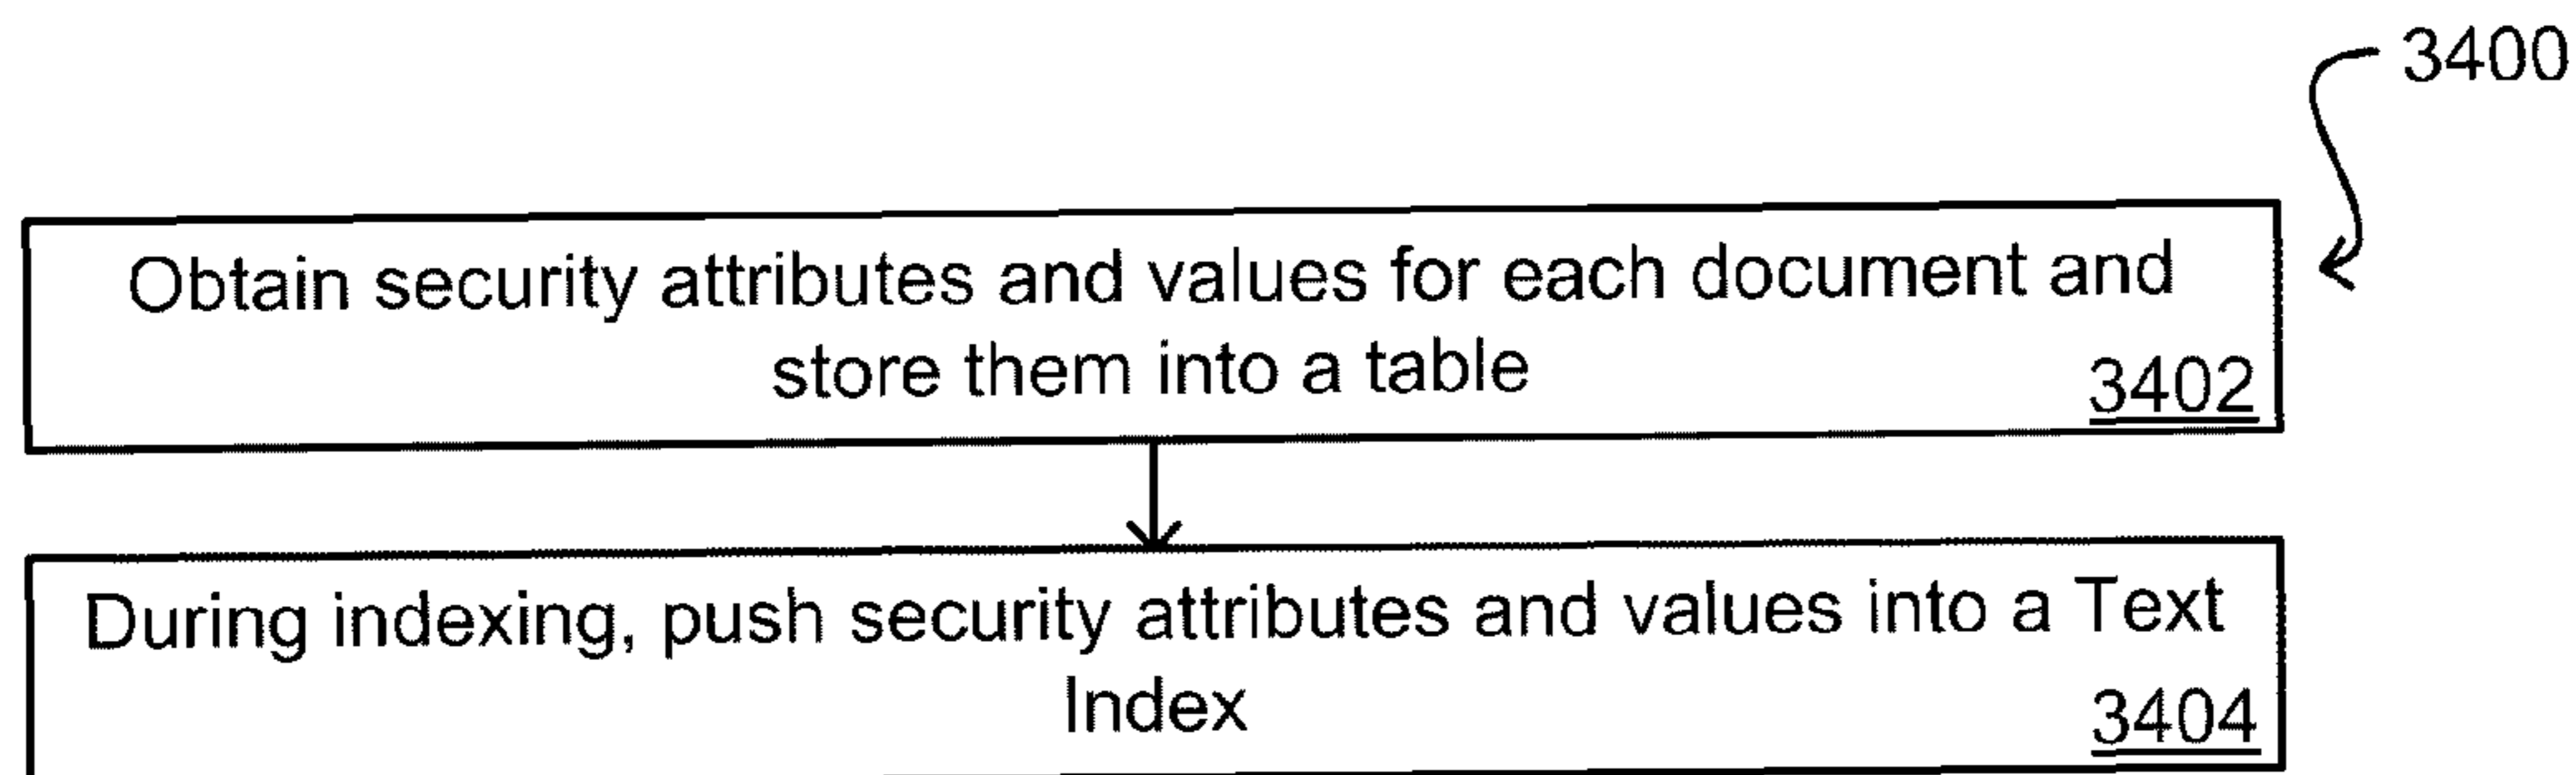 3400
Obtain security attributes and values for each document and
store them into a table
3402
During indexing, push security attributes and values into a Text
Index
3404